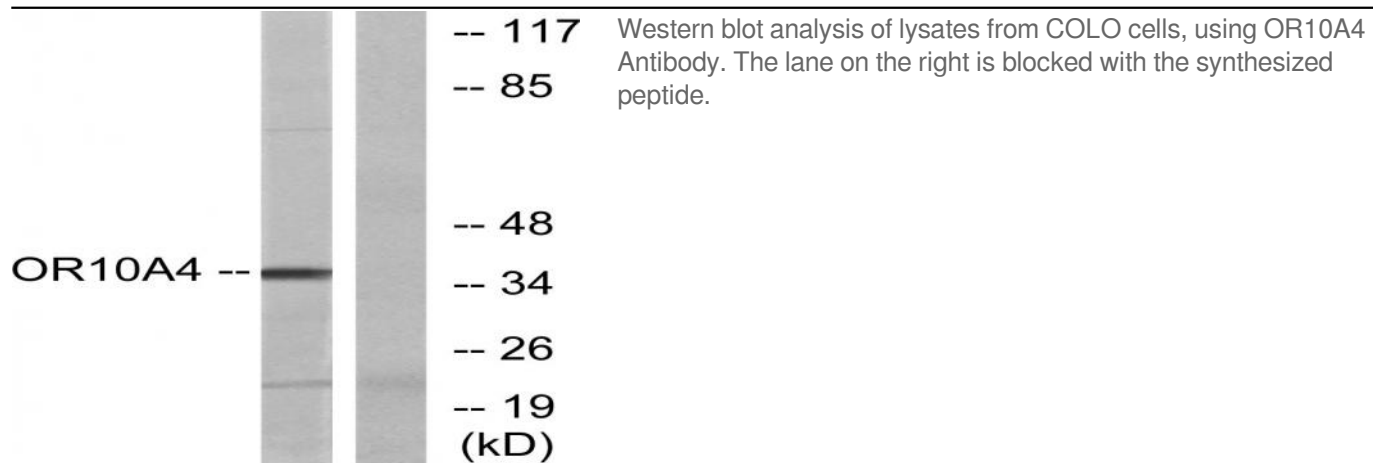 -- 117
-- 85
-- 48
OR10A4 --
-- 34
-- 26
-- 19
(kD)
Western blot analysis of lysates from COLO cells, using OR10A4
Antibody. The lane on the right is blocked with the synthesized
peptide.